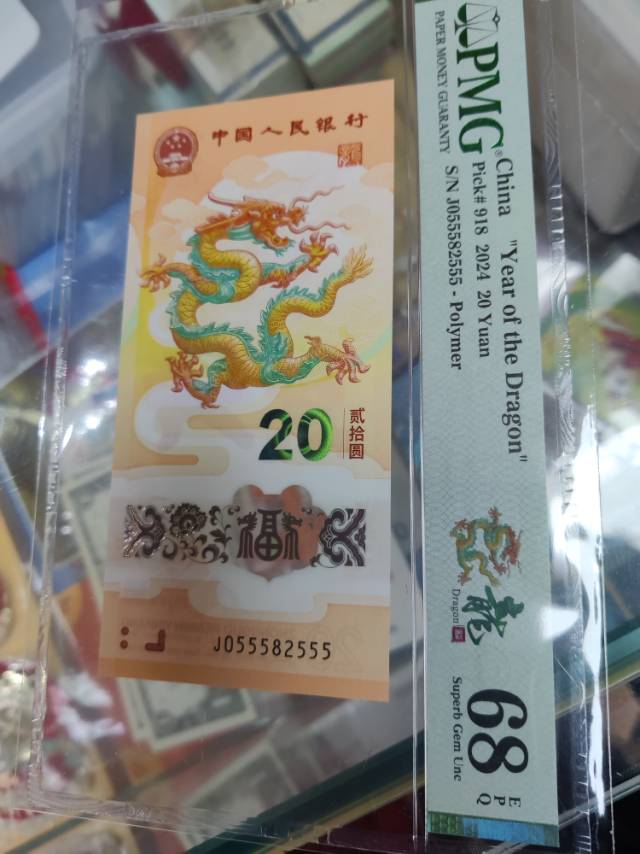 中国人民银行
20
贰拾圆
福
J055582555
PMG
PAPER MONEY GUARANTY
China "Year of the Dragon"
Pick# 918 2024 20 Yuan
S/N J055582555 - Polymer
龍
Dragon
68
EPQ
Superb Gem Unc